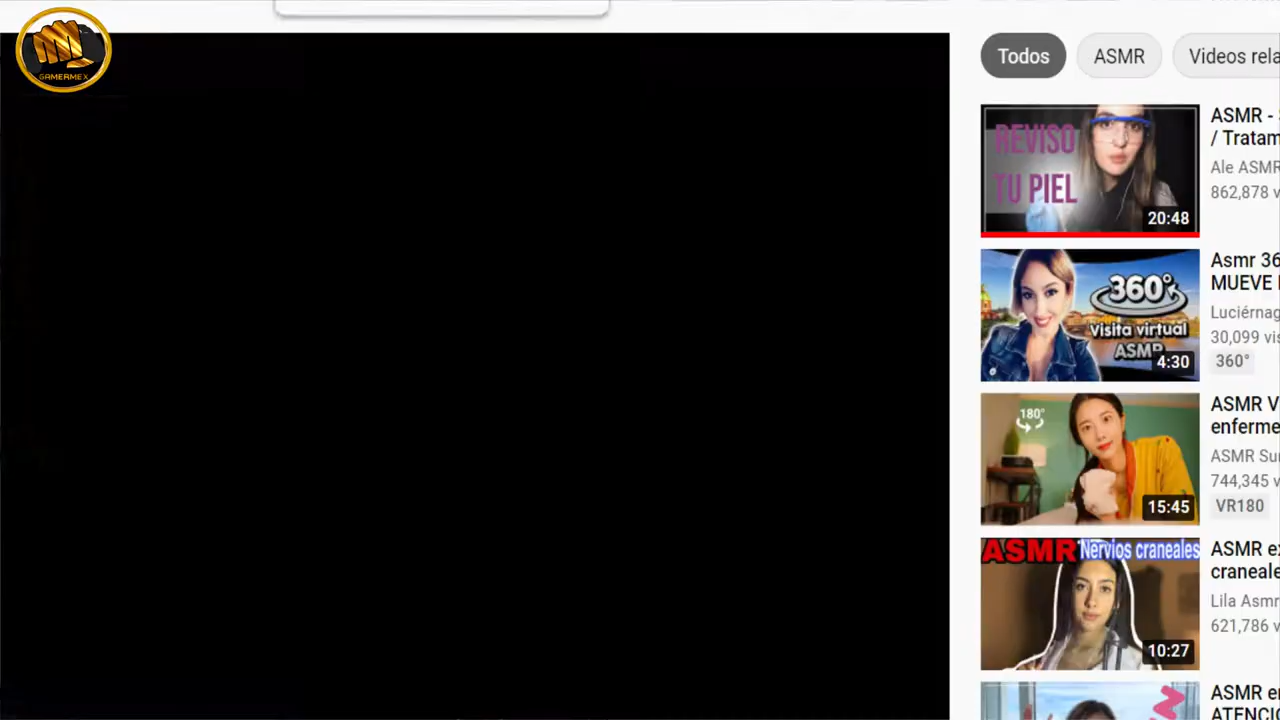 GAMERMEX
Todos
ASMR
Videos rela
REVISO
TU PIEL
20:48
ASMR -
/ Tratam
Ale ASMR
862,878 v
360°
Visita virtual
ASMR
4:30
Asmr 36
MUEVE
Luciérnag
30,099 vis
360°
180°
15:45
ASMR V
enferme
ASMR Su
744,345 v
VR180
ASMR Nervios craneales
10:27
ASMR ex
craneale
Lila Asmr
621,786 v
ASMR en
ATENCIO